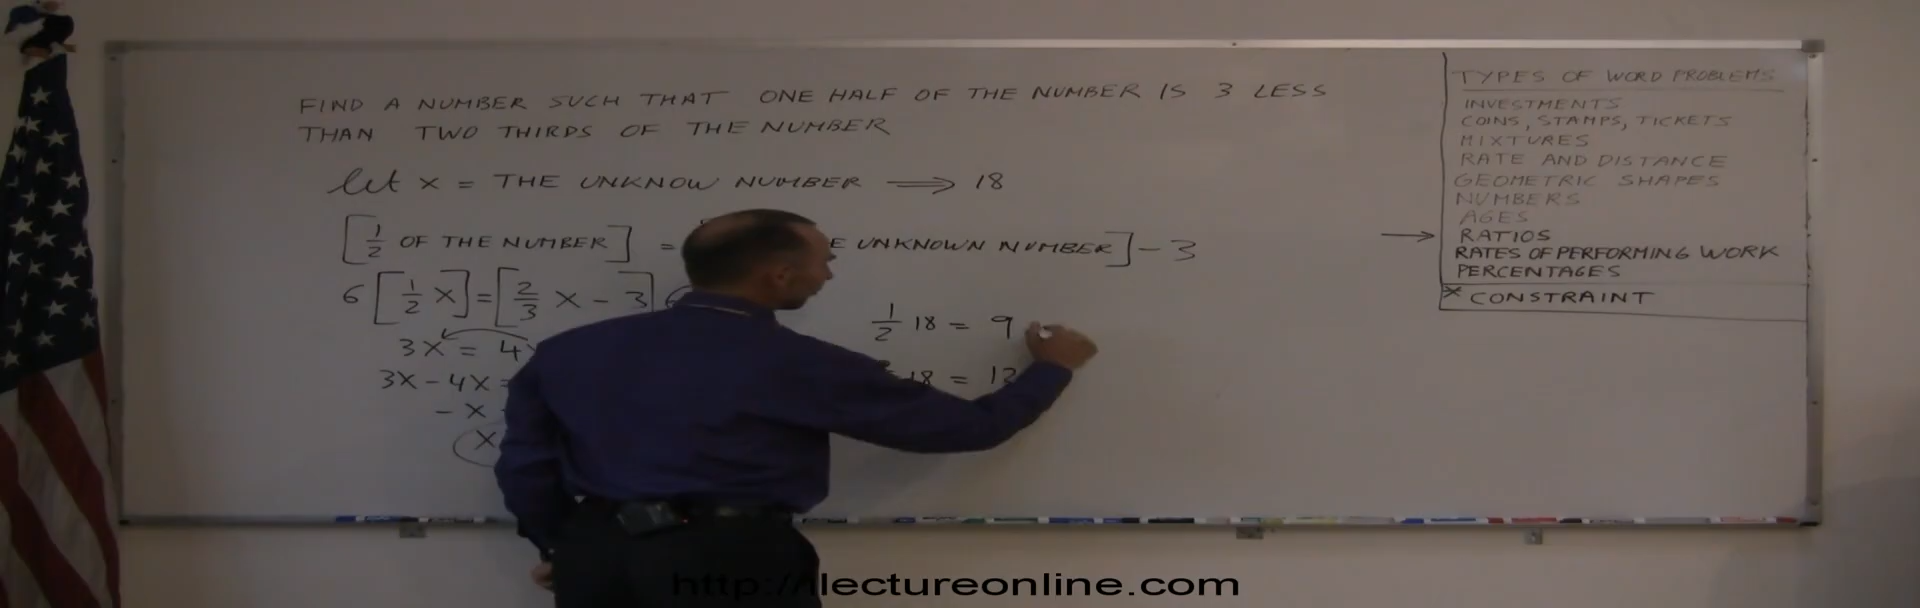 FIND A NUMBER SUCH THAT ONE HALF OF THE NUMBER IS 3 LESS
THAN TWO THIRDS OF THE NUMBER
let x = THE UNKNOW NUMBER ⟹ 18
[1/2 OF THE NUMBER] = UNKNOWN NUMBER] - 3
6 [1/2 X] = [2/3 X - 3]
3X = 4
3X - 4X =
- X
X
1/2 18 = 9
18 = 12
TYPES OF WORD PROBLEMS
INVESTMENTS
COINS, STAMPS, TICKETS
MIXTURES
RATE AND DISTANCE
GEOMETRIC SHAPES
NUMBERS
AGES
→ RATIOS
RATES OF PERFORMING WORK
PERCENTAGES
* CONSTRAINT
http://ilectureonline.com